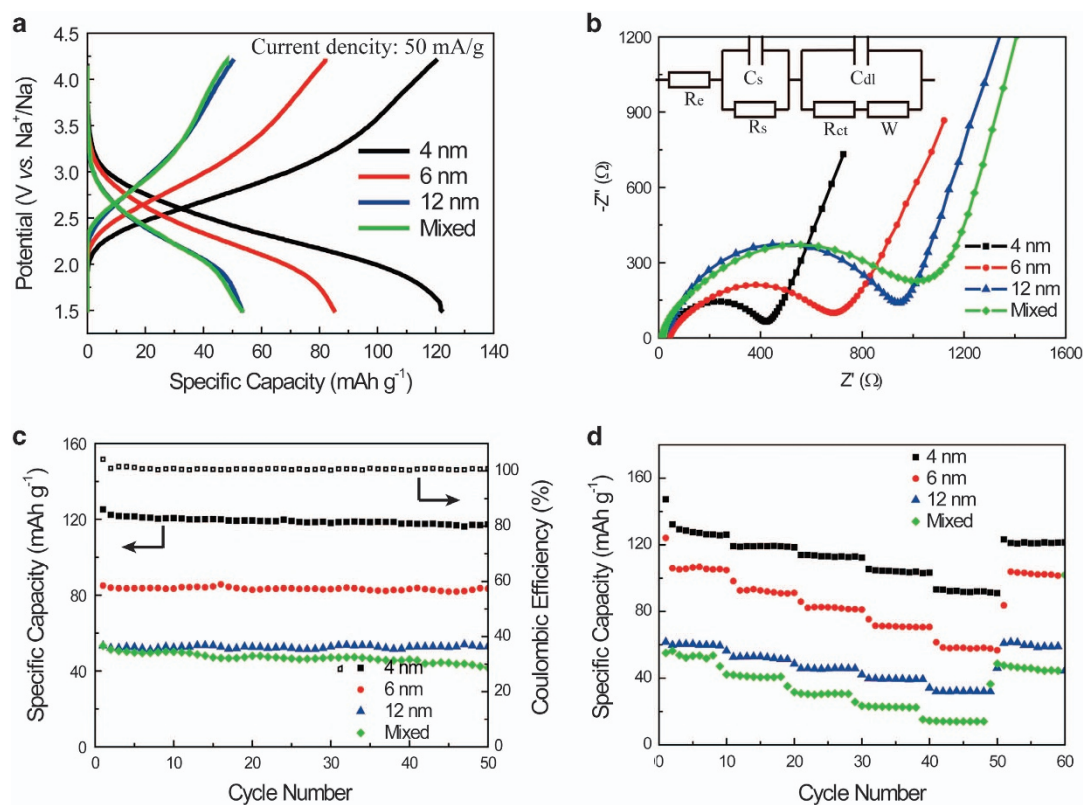 a
Current dencity: 50 mA/g
4.5
4.0
3.5
3.0
2.5
2.0
1.5
Potential (V vs. Na⁺/Na)
4 nm
6 nm
12 nm
Mixed
0 20 40 60 80 100 120 140
Specific Capacity (mAh g⁻¹)
b
1200
900
600
300
0
-Z'' (Ω)
Cs
Cdl
Re
Rs
Rct
W
4 nm
6 nm
12 nm
Mixed
0 400 800 1200 1600
Z' (Ω)
c
160
120
80
40
0
Specific Capacity (mAh g⁻¹)
100
80
60
40
20
0
Coulombic Efficiency (%)
4 nm
6 nm
12 nm
Mixed
0 10 20 30 40 50
Cycle Number
d
160
120
80
40
0
Specific Capacity (mAh g⁻¹)
4 nm
6 nm
12 nm
Mixed
0 10 20 30 40 50 60
Cycle Number